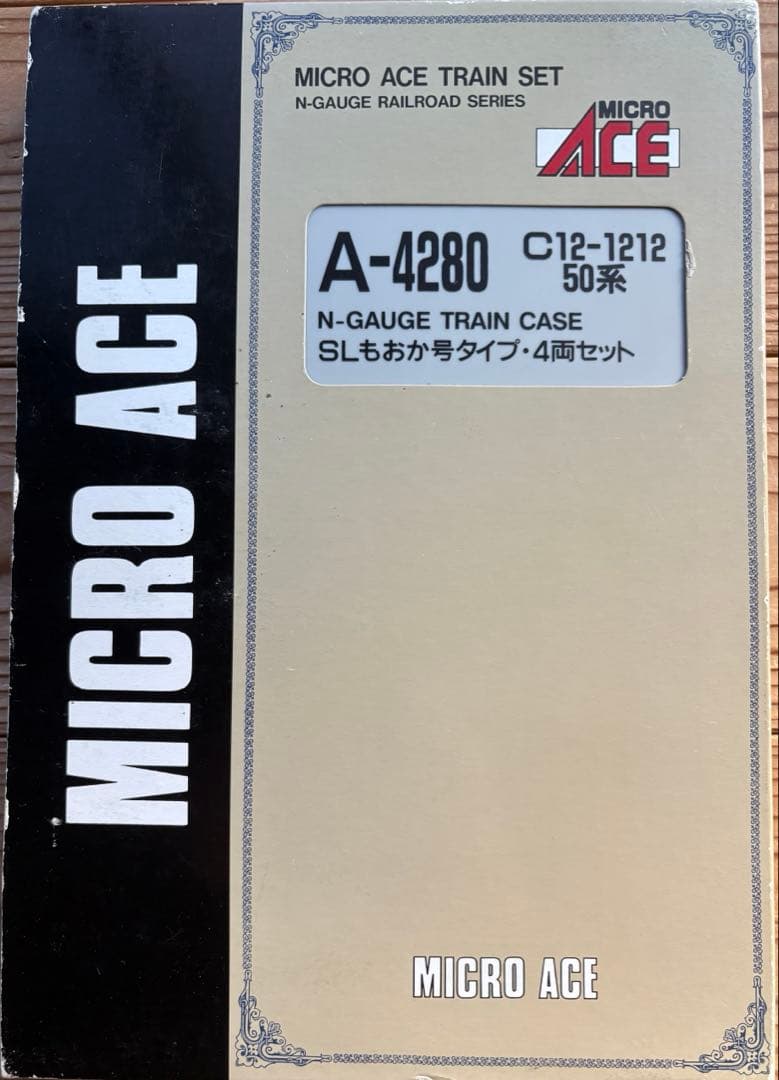 MICRO ACE
MICRO ACE TRAIN SET
N-GAUGE RAILROAD SERIES
MICRO
ACE
A-4280
C12-1212
50系
N-GAUGE TRAIN CASE
SLもおか号タイプ・4両セット
MICRO ACE